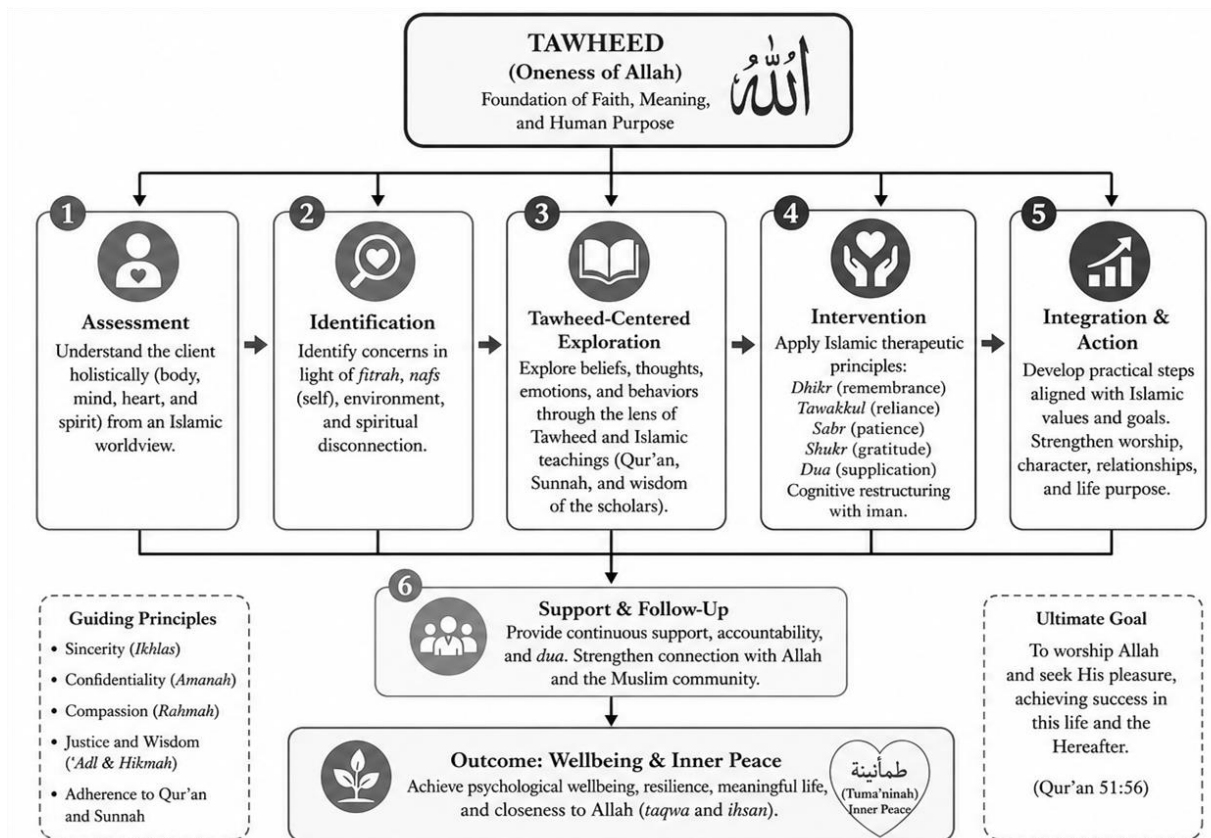 TAWHEED
(Oneness of Allah)
Foundation of Faith, Meaning,
and Human Purpose
الله
1
Assessment
Understand the client
holistically (body,
mind, heart, and
spirit) from an Islamic
worldview.
2
Identification
Identify concerns in
light of fitrah, nafs
(self), environment,
and spiritual
disconnection.
3
Tawheed-Centered
Exploration
Explore beliefs, thoughts,
emotions, and behaviors
through the lens of
Tawheed and Islamic
teachings (Qur’an,
Sunnah, and wisdom
of the scholars).
4
Intervention
Apply Islamic therapeutic
principles:
Dhikr (remembrance)
Tawakkul (reliance)
Sabr (patience)
Shukr (gratitude)
Dua (supplication)
Cognitive restructuring
with iman.
5
Integration &
Action
Develop practical steps
aligned with Islamic
values and goals.
Strengthen worship,
character, relationships,
and life purpose.
6
Support & Follow-Up
Provide continuous support, accountability,
and dua. Strengthen connection with Allah
and the Muslim community.
Guiding Principles
• Sincerity (Ikhlas)
• Confidentiality (Amanah)
• Compassion (Rahmah)
• Justice and Wisdom
(‘Adl & Hikmah)
• Adherence to Qur’an
and Sunnah
Outcome: Wellbeing & Inner Peace
Achieve psychological wellbeing, resilience, meaningful life,
and closeness to Allah (taqwa and ihsan).
طمأنينة
(Tuma’ninah)
Inner Peace
Ultimate Goal
To worship Allah
and seek His pleasure,
achieving success in
this life and the
Hereafter.
(Qur’an 51:56)